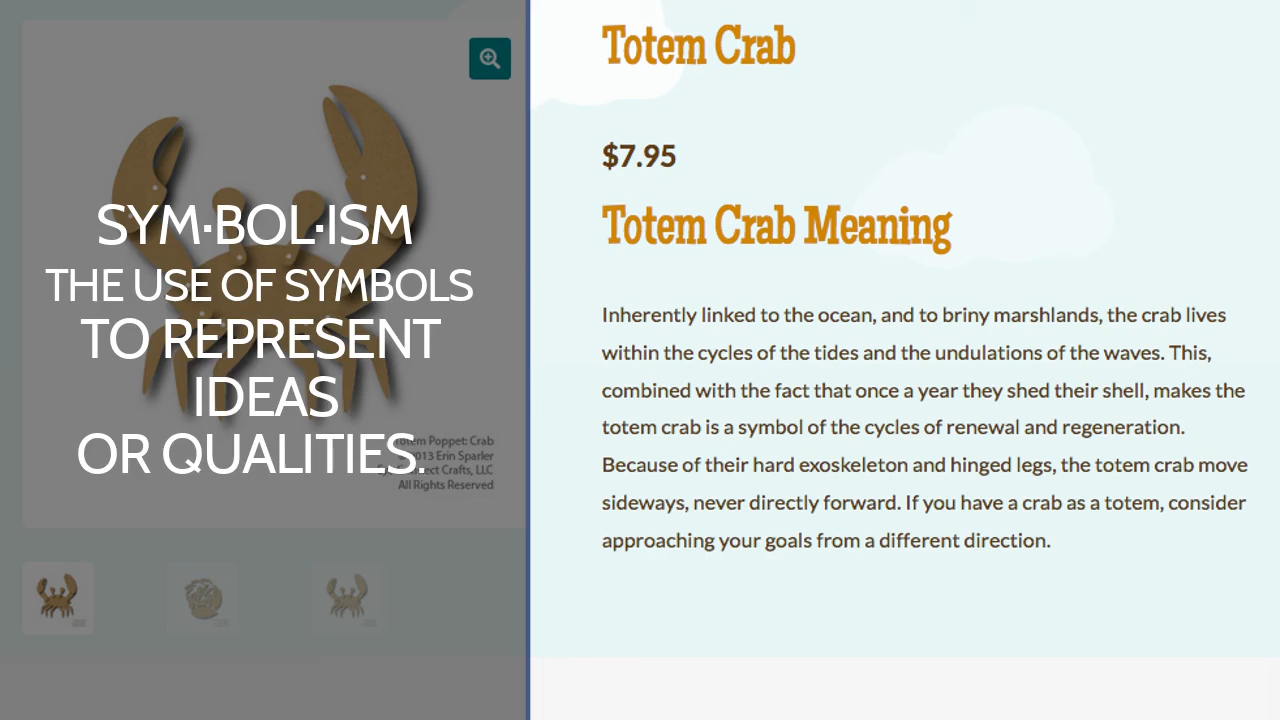 SYM·BOL·ISM
THE USE OF SYMBOLS
TO REPRESENT
IDEAS
OR QUALITIES.
Totem Poppet: Crab
2013 Erin Sparler
Crafts, LLC
All Rights Reserved
Totem Crab
$7.95
Totem Crab Meaning
Inherently linked to the ocean, and to briny marshlands, the crab lives
within the cycles of the tides and the undulations of the waves. This,
combined with the fact that once a year they shed their shell, makes the
totem crab is a symbol of the cycles of renewal and regeneration.
Because of their hard exoskeleton and hinged legs, the totem crab move
sideways, never directly forward. If you have a crab as a totem, consider
approaching your goals from a different direction.